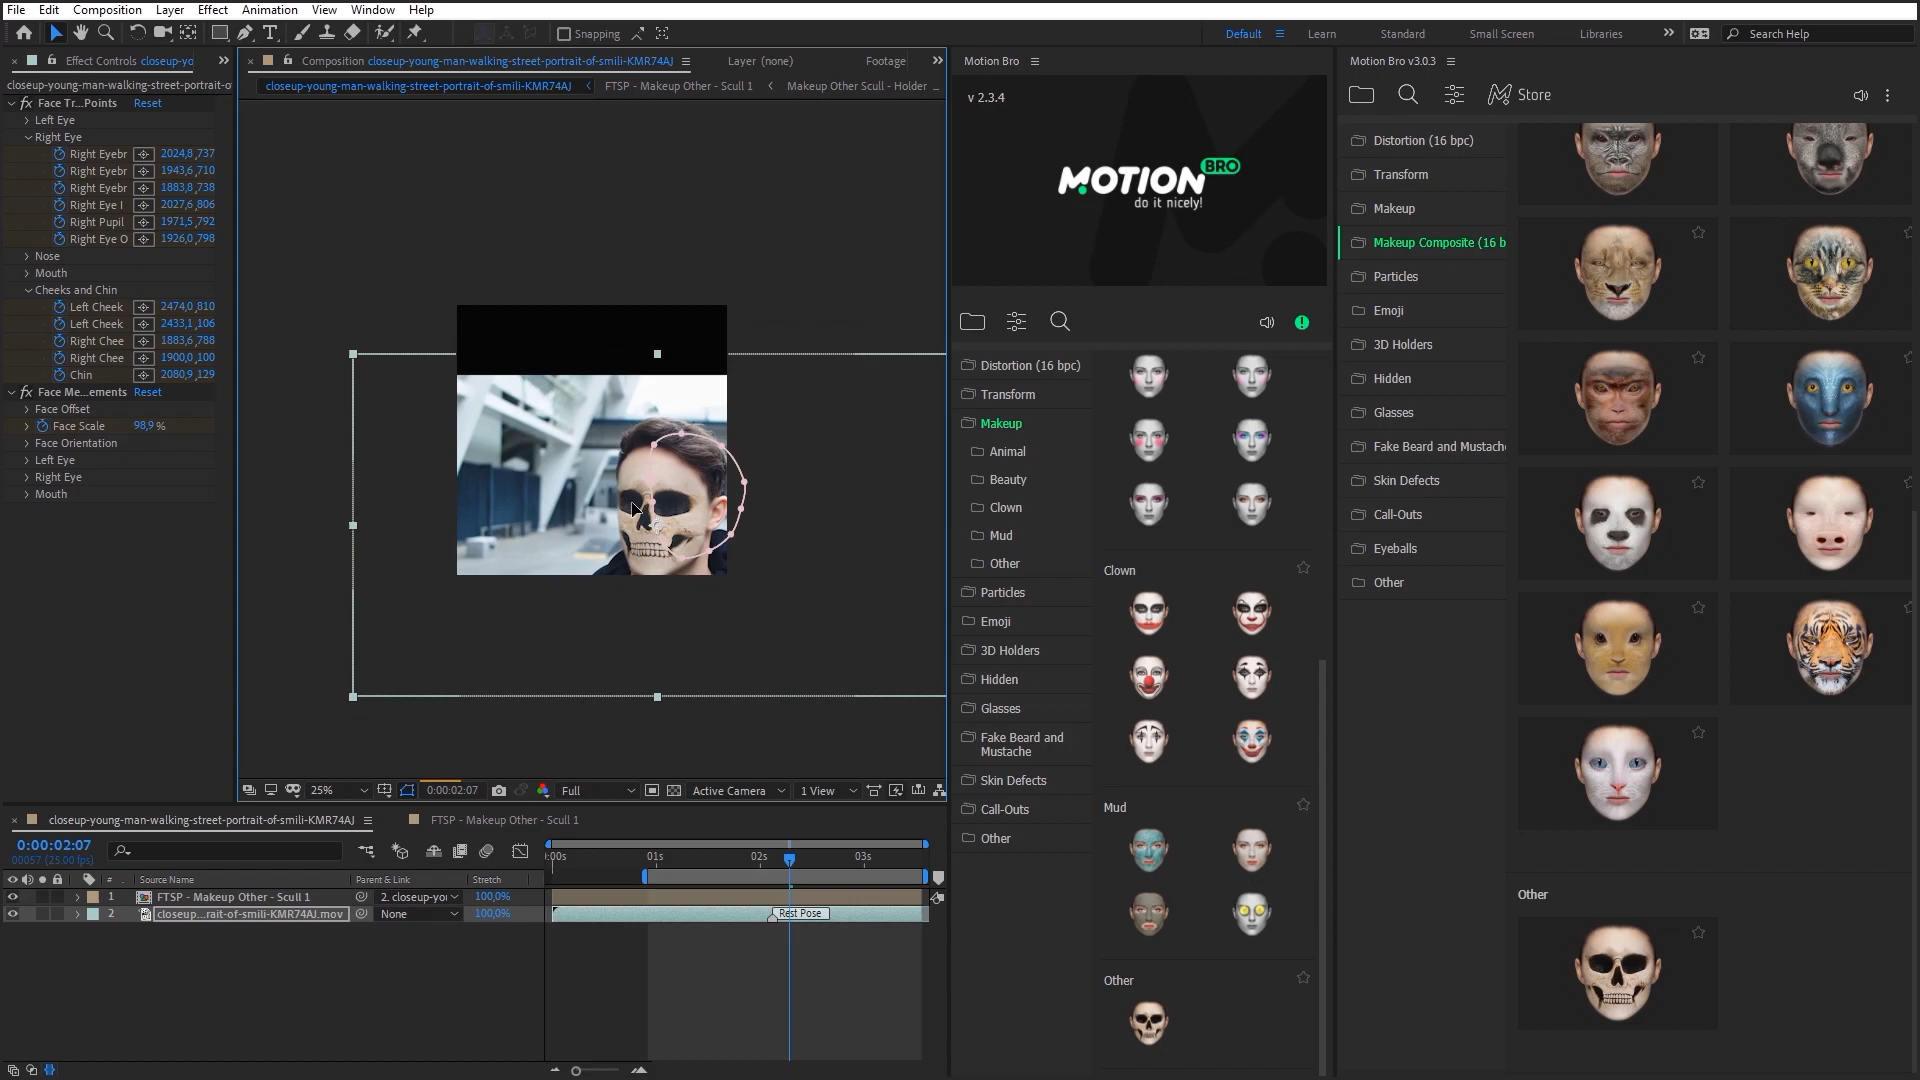 File Edit Composition Layer Effect Animation View Window Help
Snapping
Default Learn Standard Small Screen Libraries Search Help
Effect Controls closeup-yo
closeup-young-man-walking-street-portrait-o
fx Face Tr...Points Reset
Left Eye
Right Eye
Right Eyebr 2024,8,737
Right Eyebr 1943,6,710
Right Eyebr 1883,8,738
Right Eye I 2027,6,806
Right Pupil 1971,5,792
Right Eye O 1926,0,798
Nose
Mouth
Cheeks and Chin
Left Cheek 2474,0,810
Left Cheek 2433,1,106
Right Chee 1883,6,788
Right Chee 1900,0,100
Chin 2080,9,129
fx Face Me...ements Reset
Face Offset
Face Scale 98,9 %
Face Orientation
Left Eye
Right Eye
Mouth
Composition closeup-young-man-walking-street-portrait-of-smili-KMR74AJ Layer (none) Footage
closeup-young-man-walking-street-portrait-of-smili-KMR74AJ FTSP - Makeup Other - Scull 1 Makeup Other Scull - Holder ...
25% 0:00:02:07 Full Active Camera 1 View
Motion Bro
v 2.3.4
MOTION BRO
do it nicely!
Distortion (16 bpc)
Transform
Makeup
Animal
Beauty
Clown
Mud
Other
Particles
Emoji
3D Holders
Hidden
Glasses
Fake Beard and
Mustache
Skin Defects
Call-Outs
Other
Clown
Mud
Other
Motion Bro v3.0.3
Store
Distortion (16 bpc)
Transform
Makeup
Makeup Composite (16 b
Particles
Emoji
3D Holders
Hidden
Glasses
Fake Beard and Mustach
Skin Defects
Call-Outs
Eyeballs
Other
Other
closeup-young-man-walking-street-portrait-of-smili-KMR74AJ FTSP - Makeup Other - Scull 1
0:00:02:07
00057 (25.00 fps)
:00s 01s 02s 03s
# Source Name Parent & Link Stretch
1 FTSP - Makeup Other - Scull 1 2. closeup-yo 100,0%
2 closeup...rait-of-smili-KMR74AJ.mov None 100,0%
Rest Pose